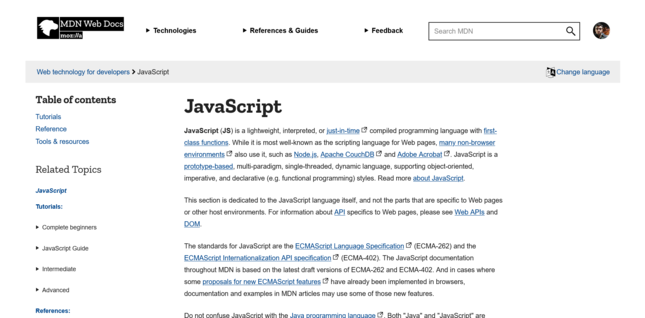 MDN Web Docs
moz://a
Technologies
References & Guides
Feedback
Search MDN
Web technology for developers > JavaScript
Change language
Table of contents
Tutorials
Reference
Tools & resources
Related Topics
JavaScript
Tutorials:
Complete beginners
JavaScript Guide
Intermediate
Advanced
References:
JavaScript
JavaScript (JS) is a lightweight, interpreted, or just-in-time compiled programming language with first-
class functions. While it is most well-known as the scripting language for Web pages, many non-browser
environments also use it, such as Node.js, Apache CouchDB and Adobe Acrobat. JavaScript is a
prototype-based, multi-paradigm, single-threaded, dynamic language, supporting object-oriented,
imperative, and declarative (e.g. functional programming) styles. Read more about JavaScript.
This section is dedicated to the JavaScript language itself, and not the parts that are specific to Web pages
or other host environments. For information about API specifics to Web pages, please see Web APIs and
DOM.
The standards for JavaScript are the ECMAScript Language Specification (ECMA-262) and the
ECMAScript Internationalization API specification (ECMA-402). The JavaScript documentation
throughout MDN is based on the latest draft versions of ECMA-262 and ECMA-402. And in cases where
some proposals for new ECMAScript features have already been implemented in browsers,
documentation and examples in MDN articles may use some of those new features.
Do not confuse JavaScript with the Java programming language. Both "Java" and "JavaScript" are